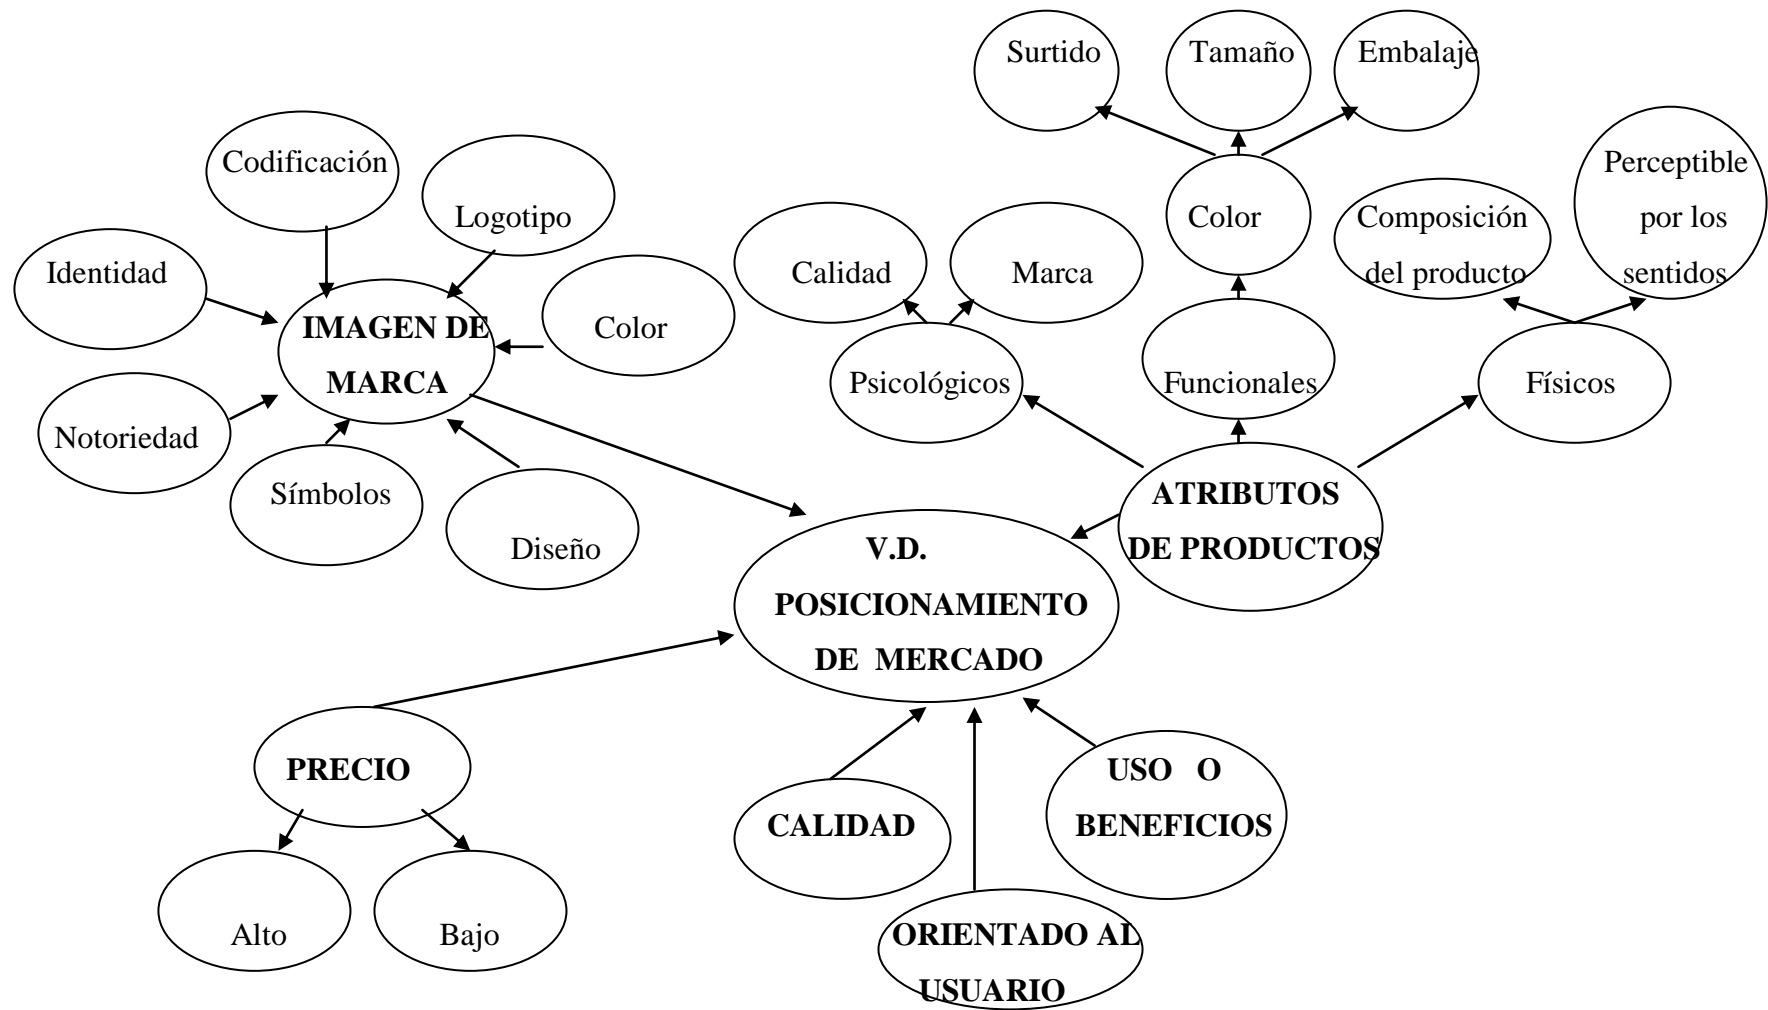 Surtido
Tamaño
Embalaje
Codificación
Logotipo
Perceptible
por los
sentidos
Composición
del producto
Color
Identidad
Calidad
Marca
IMAGEN DE
MARCA
Color
Psicológicos
Funcionales
Físicos
Notoriedad
Símbolos
Diseño
ATRIBUTOS
DE PRODUCTOS
V.D.
POSICIONAMIENTO
DE MERCADO
PRECIO
USO O
BENEFICIOS
CALIDAD
Alto
Bajo
ORIENTADO AL
USUARIO